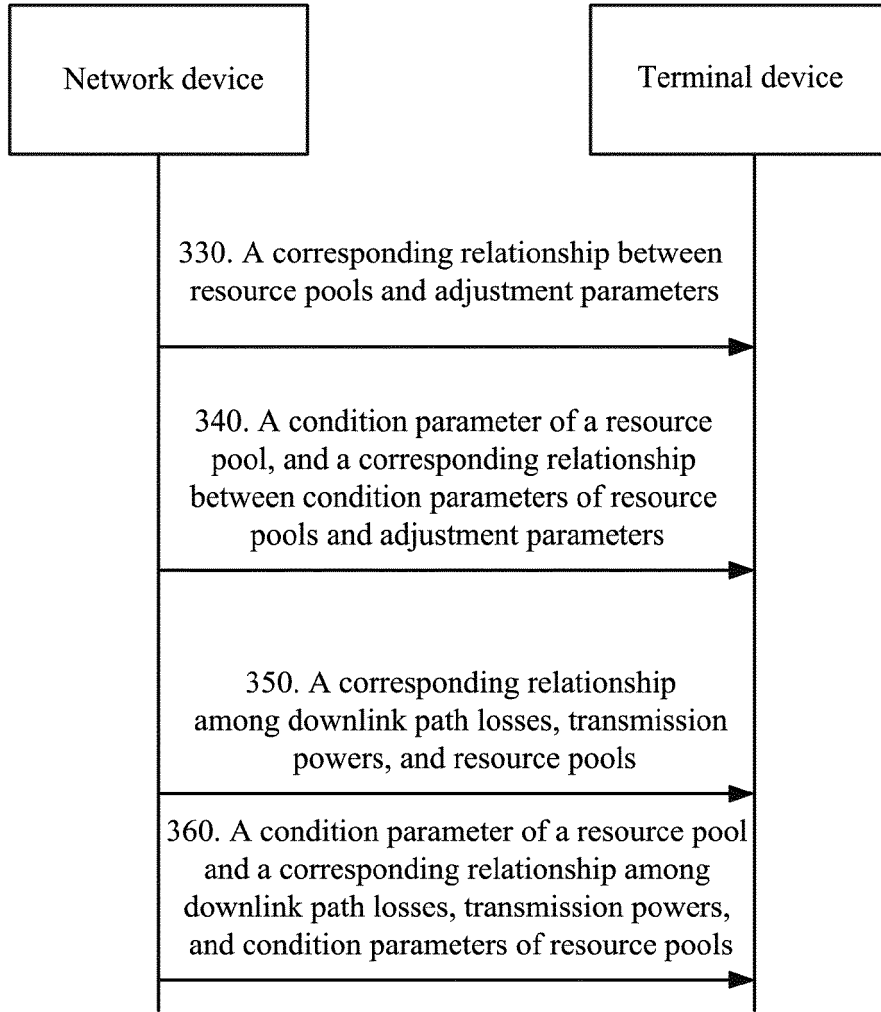 Network device
Terminal device
330. A corresponding relationship between
resource pools and adjustment parameters
340. A condition parameter of a resource
pool, and a corresponding relationship
between condition parameters of resource
pools and adjustment parameters
350. A corresponding relationship
among downlink path losses, transmission
powers, and resource pools
360. A condition parameter of a resource pool
and a corresponding relationship among
downlink path losses, transmission powers,
and condition parameters of resource pools